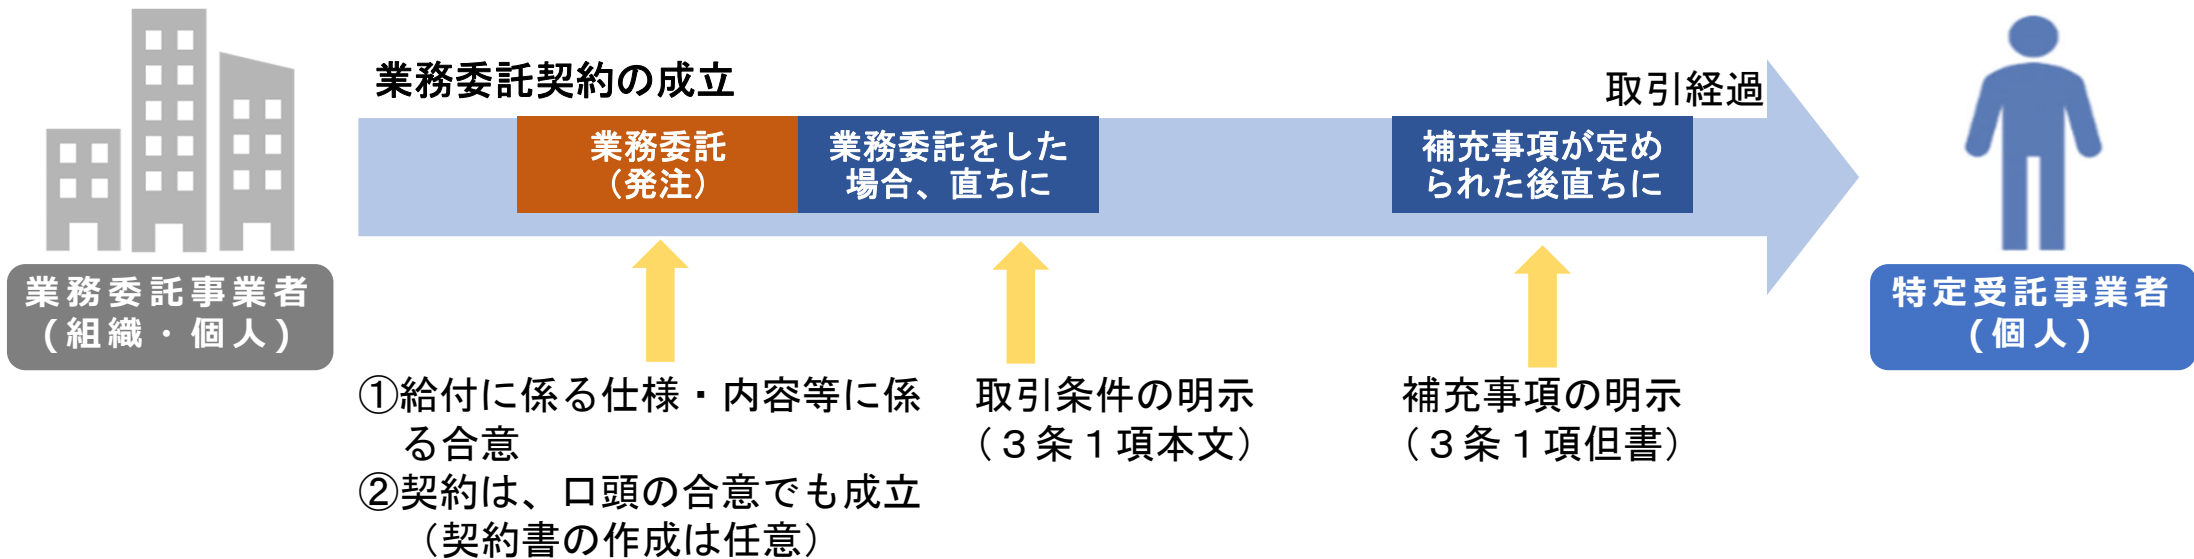 業務委託契約の成立
取引経過
業務委託
（発注）
業務委託をした
場合、直ちに
補充事項が定め
られた後直ちに
業務委託事業者
(組織・個人)
特定受託事業者
(個人)
①給付に係る仕様・内容等に係
る合意
②契約は、口頭の合意でも成立
（契約書の作成は任意）
取引条件の明示
（３条１項本文）
補充事項の明示
（３条１項但書）